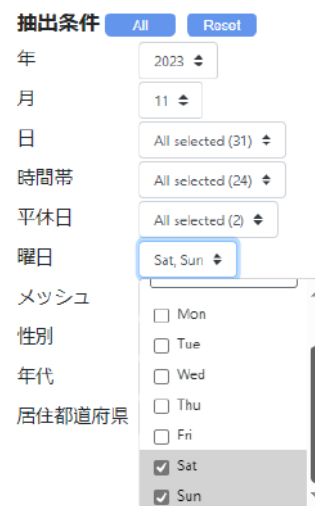 抽出条件 All Reset
年 2023
月 11
日 All selected (31)
時間帯 All selected (24)
平休日 All selected (2)
曜日 Sat, Sun
メッシュ
Mon
性別
Tue
年代
Wed
居住都道府県
Thu
Fri
Sat
Sun